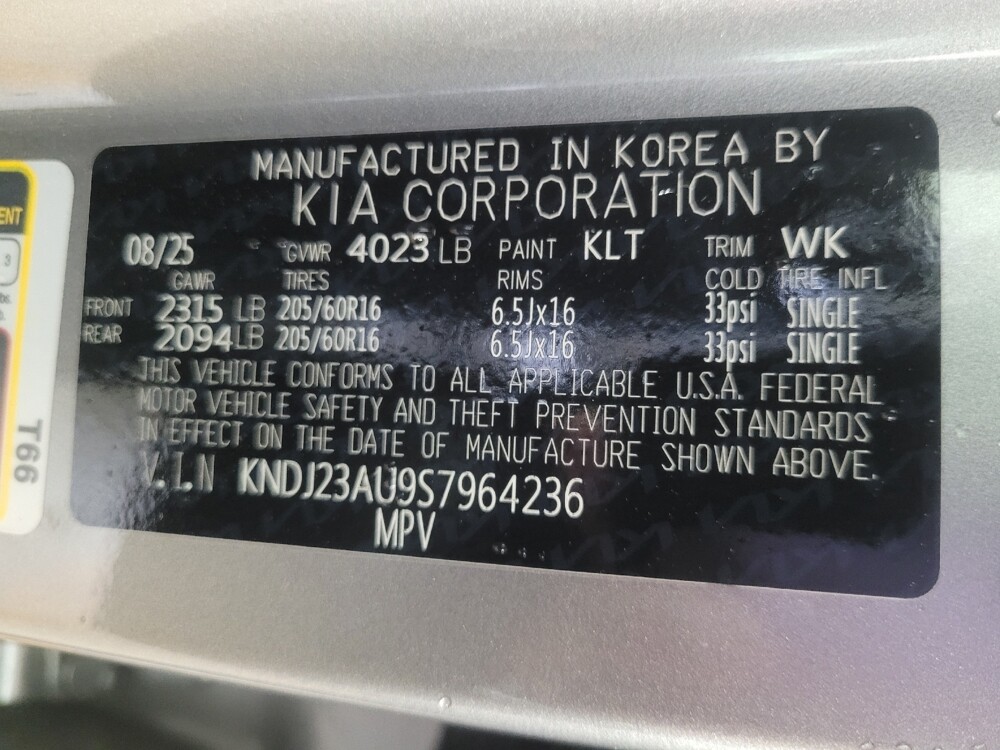 MANUFACTURED IN KOREA BY
KIA CORPORATION
08/25 GVWR 4023 LB PAINT KLT TRIM WK
GAWR TIRES RIMS COLD TIRE INFL
FRONT 2315 LB 205/60R16 6.5Jx16 33psi SINGLE
REAR 2094 LB 205/60R16 6.5Jx16 33psi SINGLE
THIS VEHICLE CONFORMS TO ALL APPLICABLE U.S.A. FEDERAL
MOTOR VEHICLE SAFETY AND THEFT PREVENTION STANDARDS
IN EFFECT ON THE DATE OF MANUFACTURE SHOWN ABOVE.
V.I.N KNDJ23AU9S7964236
MPV
3
T66